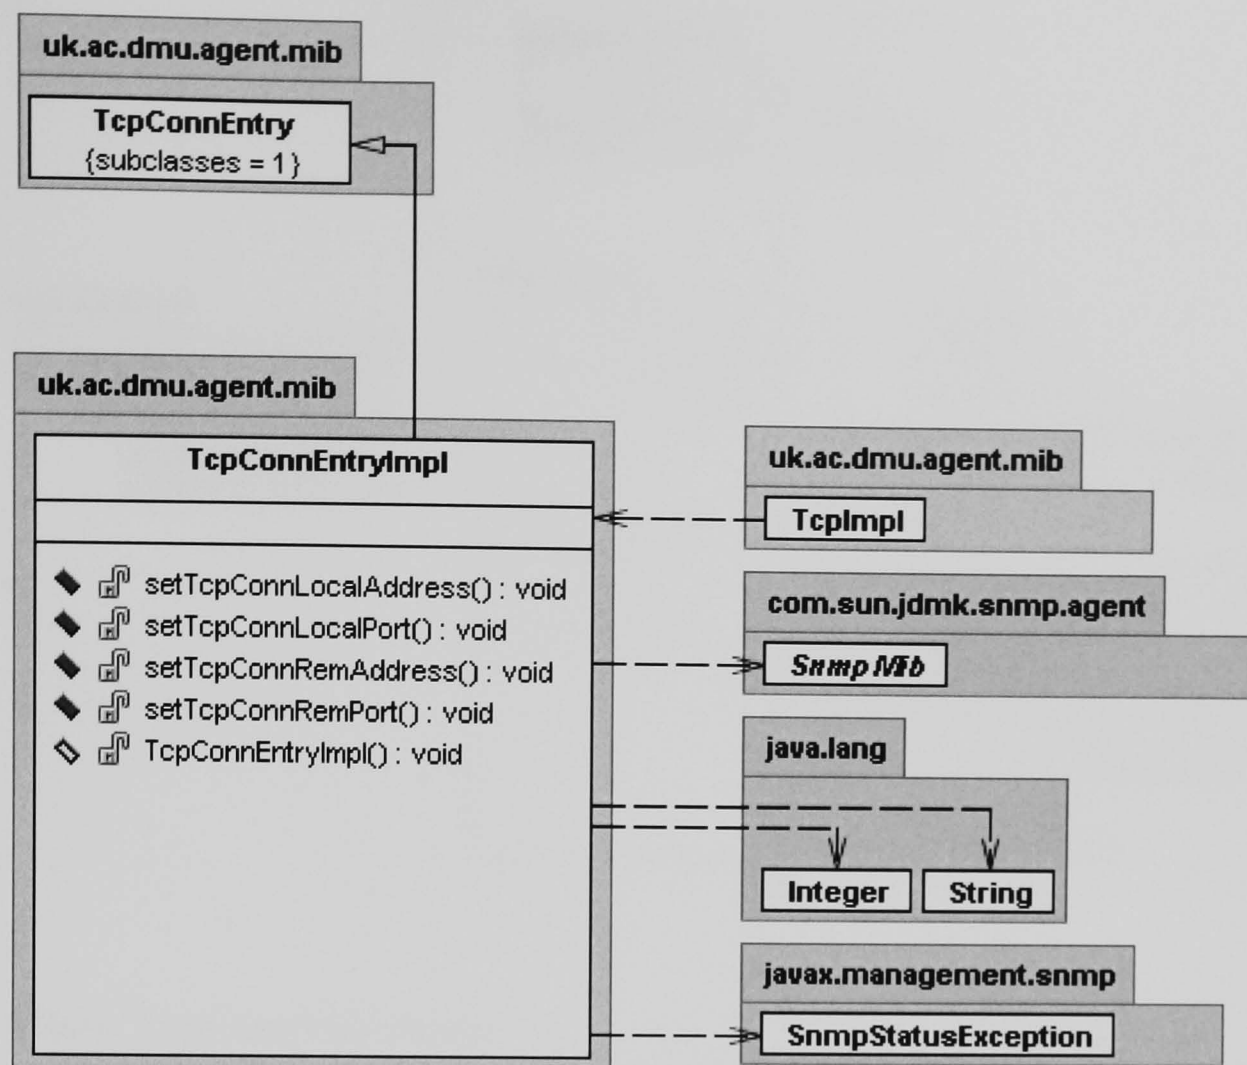 uk.ac.dmu.agent.mib
TcpConnEntry
{subclasses = 1}
uk.ac.dmu.agent.mib
TcpConnEntryImpl
setTcpConnLocalAddress() : void
setTcpConnLocalPort() : void
setTcpConnRemAddress() : void
setTcpConnRemPort() : void
TcpConnEntryImpl() : void
uk.ac.dmu.agent.mib
TcpImpl
com.sun.jdmk.snmp.agent
SnmpMib
java.lang
Integer
String
javax.management.snmp
SnmpStatusException